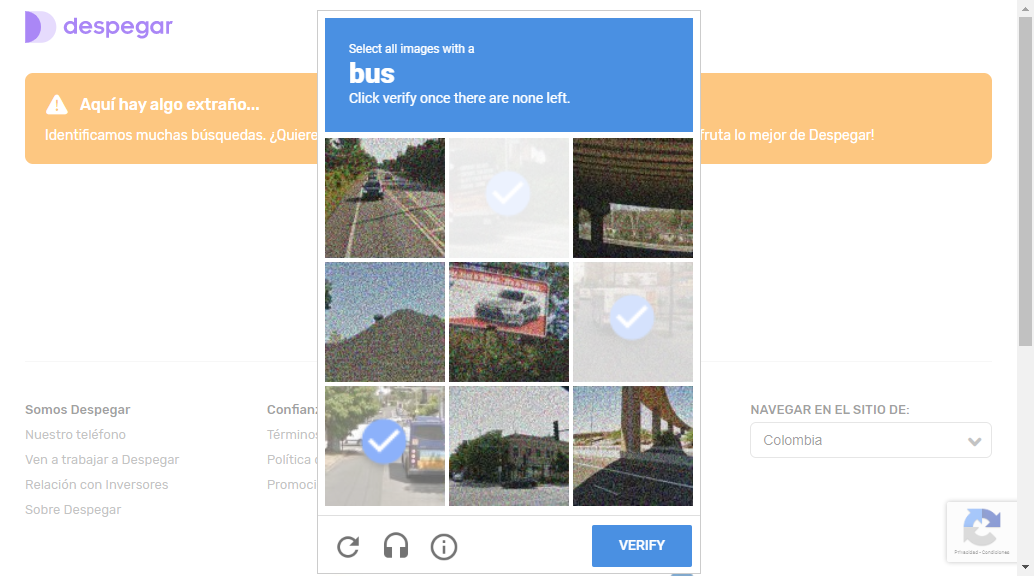 despegar
Aquí hay algo extraño...
Identificamos muchas búsquedas. ¿Quiere
fruta lo mejor de Despegar!
Select all images with a
bus
Click verify once there are none left.
Somos Despegar
Nuestro teléfono
Ven a trabajar a Despegar
Relación con Inversores
Sobre Despegar
Confianz
Términos
Política
Promoci
NAVEGAR EN EL SITIO DE:
Colombia
VERIFY
Privacidad - Condiciones